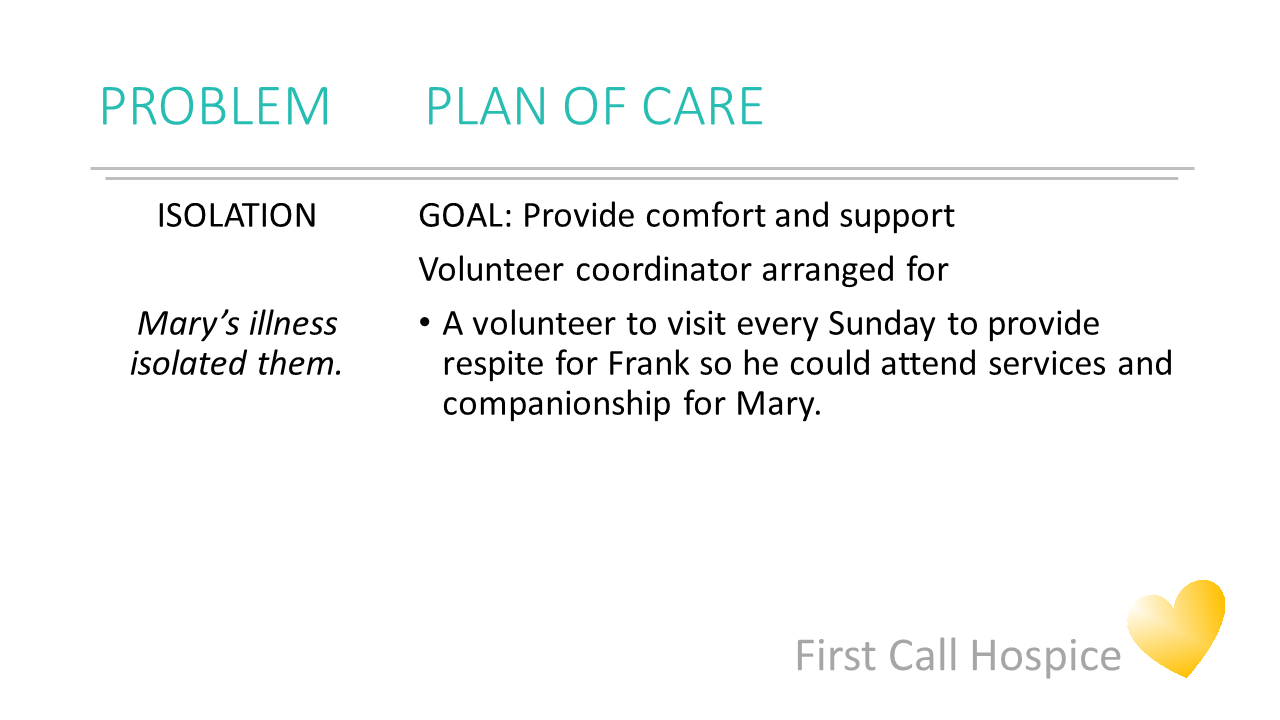 PROBLEM PLAN OF CARE
ISOLATION
Mary’s illness
isolated them.
GOAL: Provide comfort and support
Volunteer coordinator arranged for
• A volunteer to visit every Sunday to provide
respite for Frank so he could attend services and
companionship for Mary.
First Call Hospice